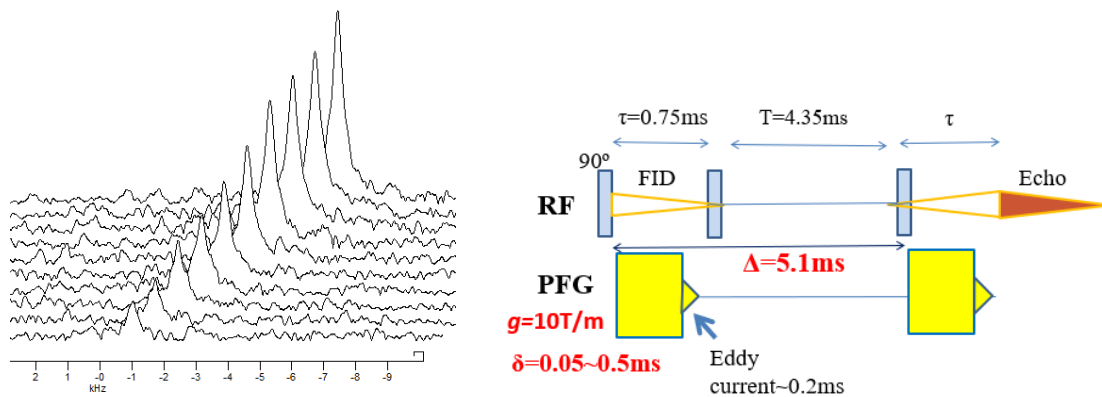 2 1 0 -1 -2 -3 -4 -5 -6 -7 -8 -9
kHz
τ=0.75ms T=4.35ms τ
90º
FID Echo
RF
Δ=5.1ms
PFG
g=10T/m
δ=0.05~0.5ms
Eddy
current~0.2ms